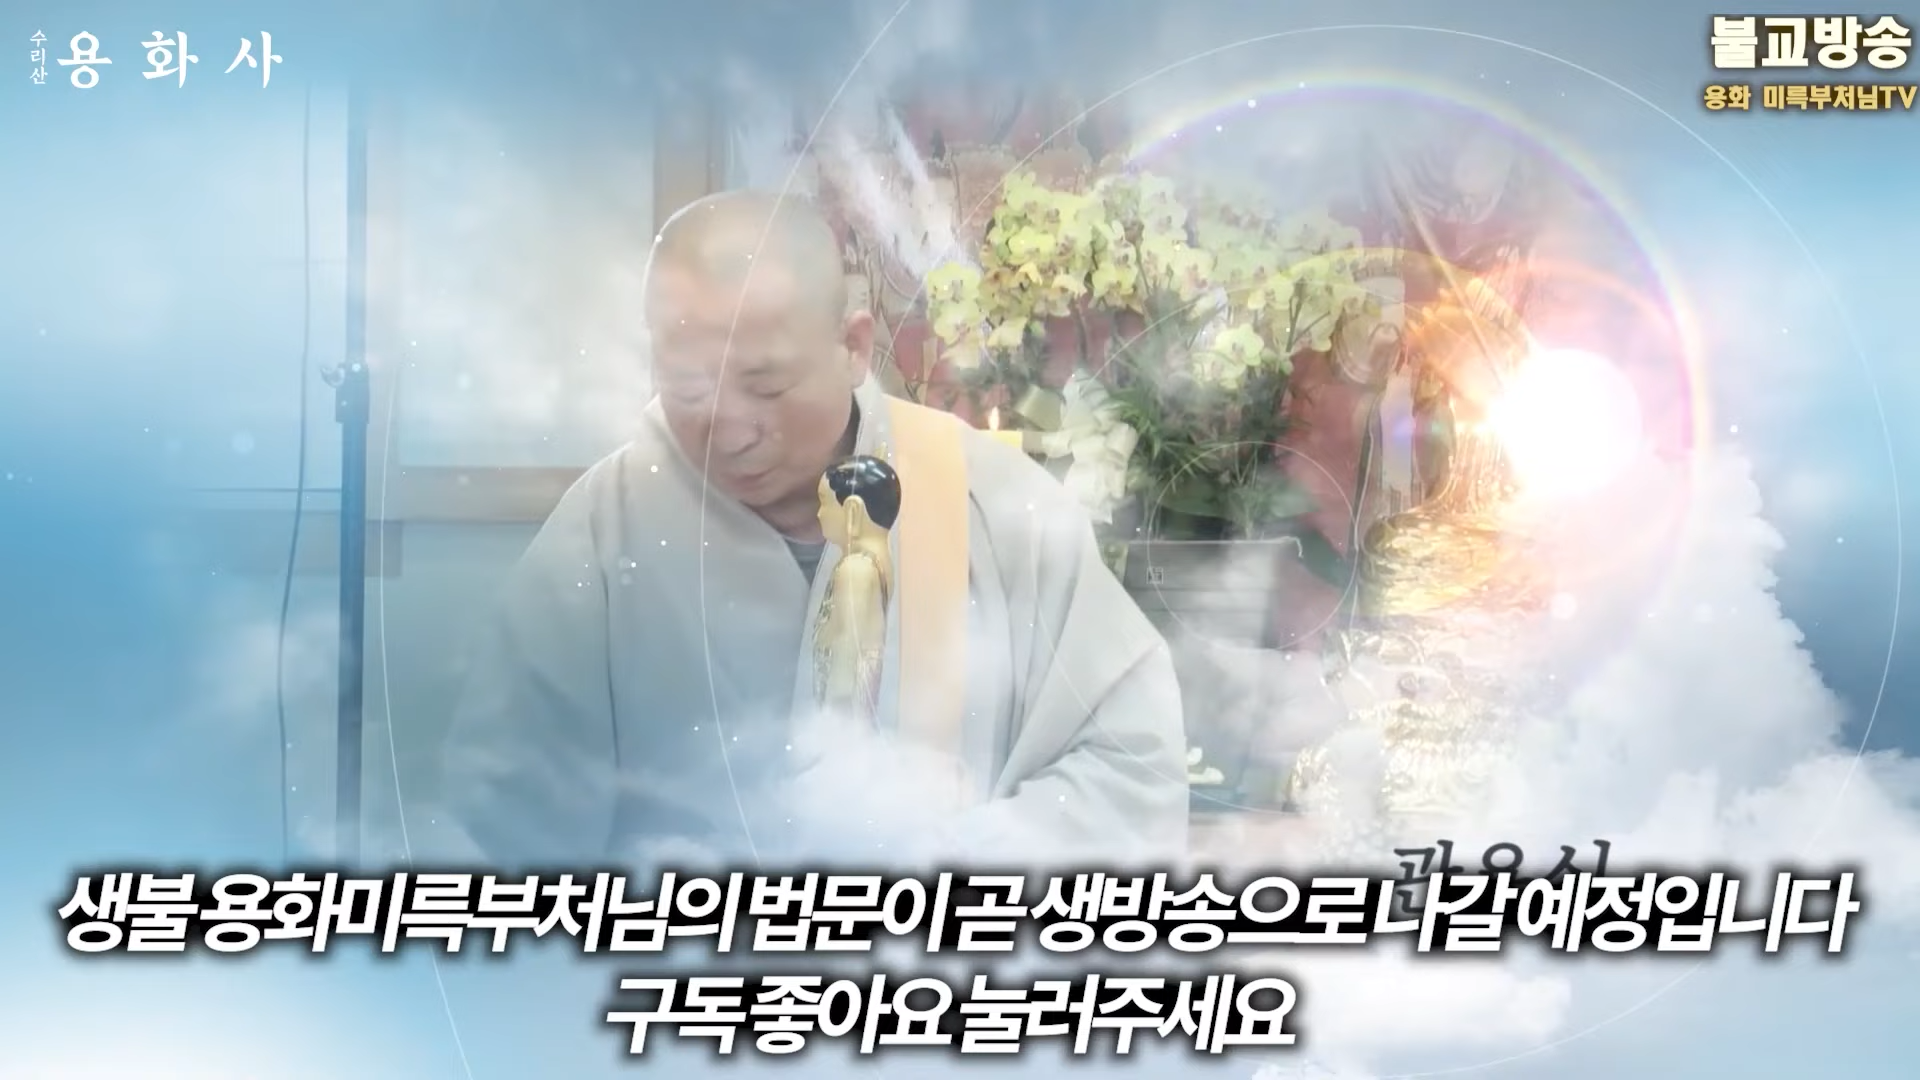 수리산 용화사
불교방송
용화 미륵부처님TV
생불 용화미륵부처님의 법문이 곧 생방송으로 나갈 예정입니다
구독 좋아요 눌러주세요